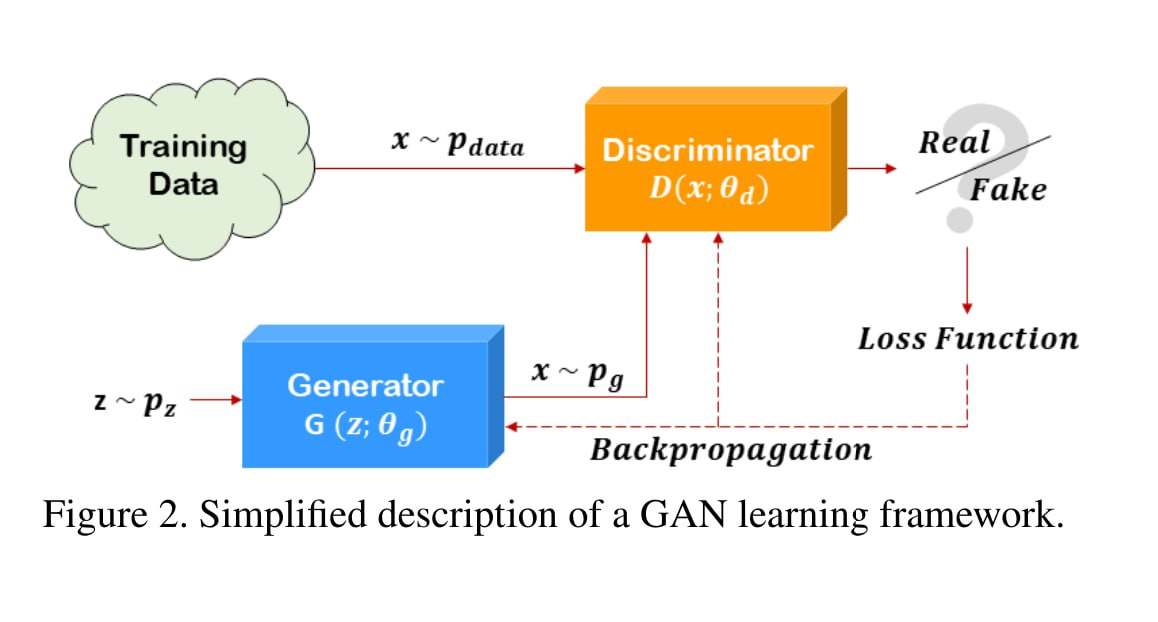 Training
Data
x ~ p_data
Discriminator
D(x; θ_d)
Real
Fake
?
Loss Function
z ~ p_z
Generator
G (z; θ_g)
x ~ p_g
Backpropagation
Figure 2. Simplified description of a GAN learning framework.